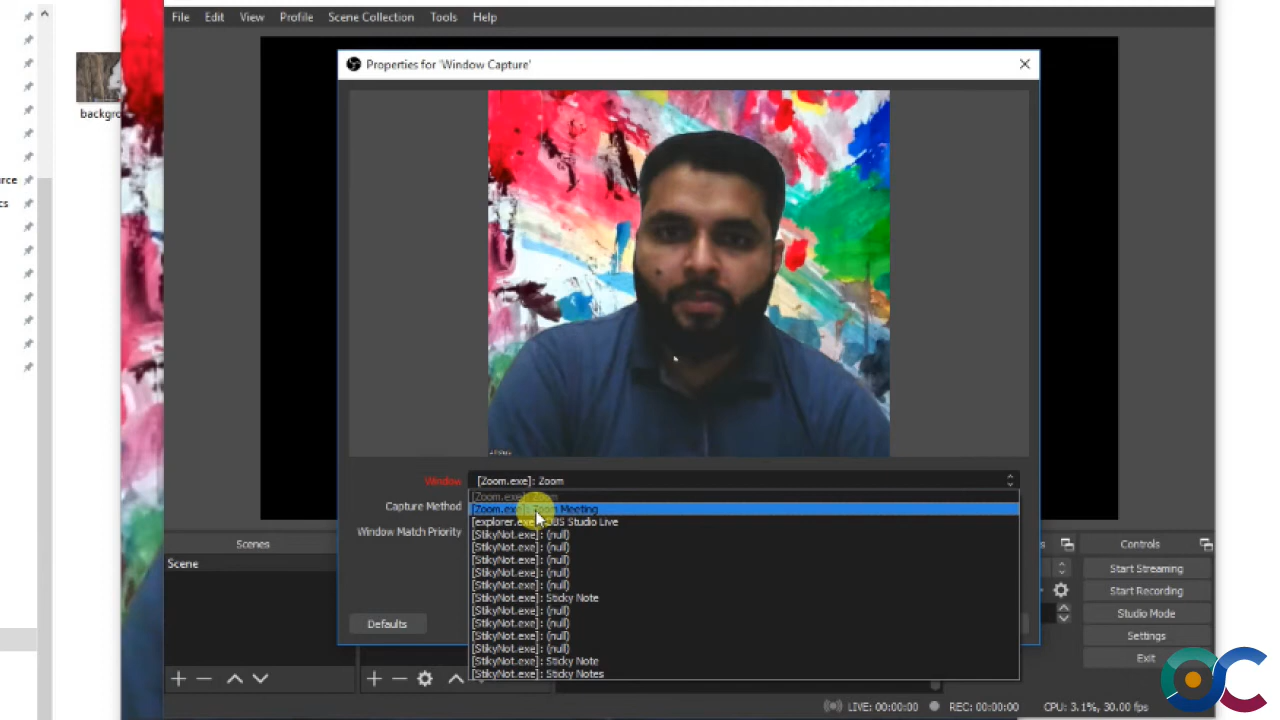 File Edit View Profile Scene Collection Tools Help
Properties for 'Window Capture'
backgro
rce
cs
Window [Zoom.exe]: Zoom
[Zoom.exe]: Zoom
Capture Method [Zoom.exe]: Zoom Meeting
[explorer.exe]: OBS Studio Live
Window Match Priority [StikyNot.exe]: (null)
[StikyNot.exe]: (null)
[StikyNot.exe]: (null)
[StikyNot.exe]: (null)
[StikyNot.exe]: (null)
[StikyNot.exe]: Sticky Note
[StikyNot.exe]: (null)
[StikyNot.exe]: (null)
[StikyNot.exe]: (null)
[StikyNot.exe]: (null)
[StikyNot.exe]: Sticky Note
[StikyNot.exe]: Sticky Notes
Defaults
Scenes
Scene
s Controls
Start Streaming
Start Recording
Studio Mode
Settings
Exit
LIVE: 00:00:00 REC: 00:00:00 CPU: 3.1%, 30.00 fps